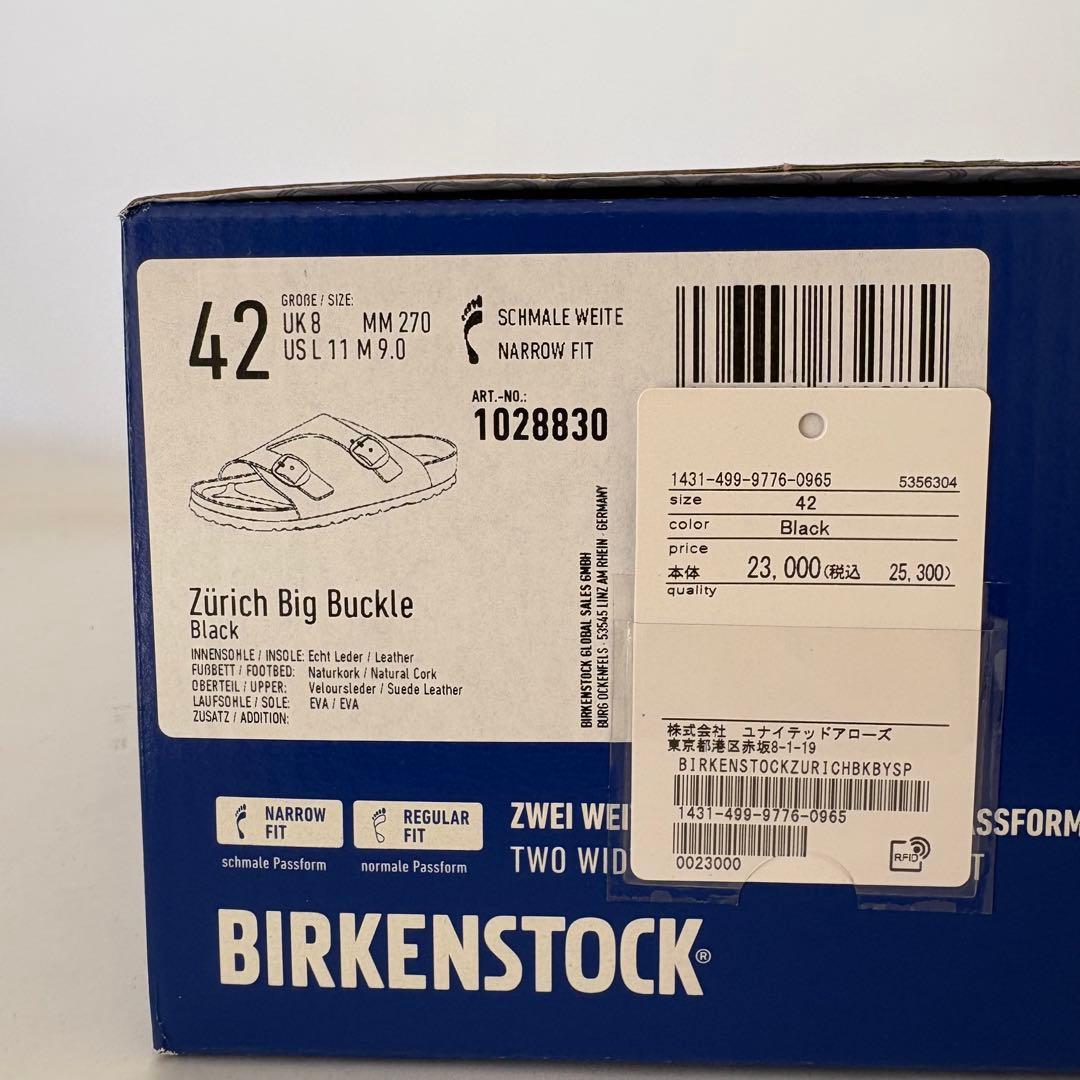 42
GRÖßE / SIZE:
UK 8 MM 270
US L 11 M 9.0
SCHMALE WEITE
NARROW FIT
ART.-NO.:
1028830
Zürich Big Buckle
Black
INNENSOHLE / INSOLE: Echt Leder / Leather
FUßBETT / FOOTBED: Naturkork / Natural Cork
OBERTEIL / UPPER: Veloursleder / Suede Leather
LAUFSOHLE / SOLE: EVA / EVA
ZUSATZ / ADDITION:
BIRKENSTOCK GLOBAL SALES GMBH
BURG OCKENFELS · 53545 LINZ AM RHEIN · GERMANY
1431-499-9776-0965 5356304
size 42
color Black
price
本体 23,000(税込 25,300)
quality
株式会社 ユナイテッドアローズ
東京都港区赤坂8-1-19
BIRKENSTOCKZURICHBKBYSP
1431-499-9776-0965
0023000
RFID
NARROW FIT
schmale Passform
REGULAR FIT
normale Passform
ZWEI WEI
SSFORM
TWO WID
T
BIRKENSTOCK®